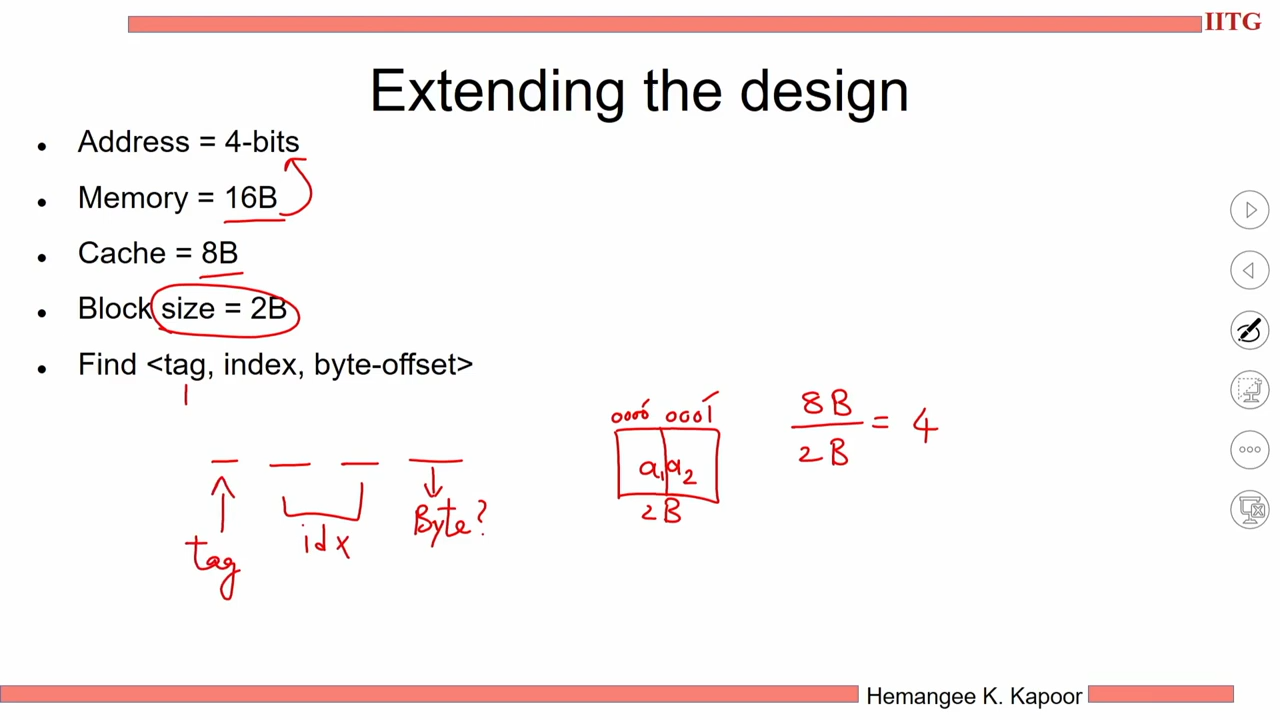 IITG
Extending the design
• Address = 4-bits
• Memory = 16B
• Cache = 8B
• Block size = 2B
• Find <tag, index, byte-offset>
1
0000 0001
a1 a2
2B
8B
2B
= 4
Byte?
idx
tag
Hemangee K. Kapoor